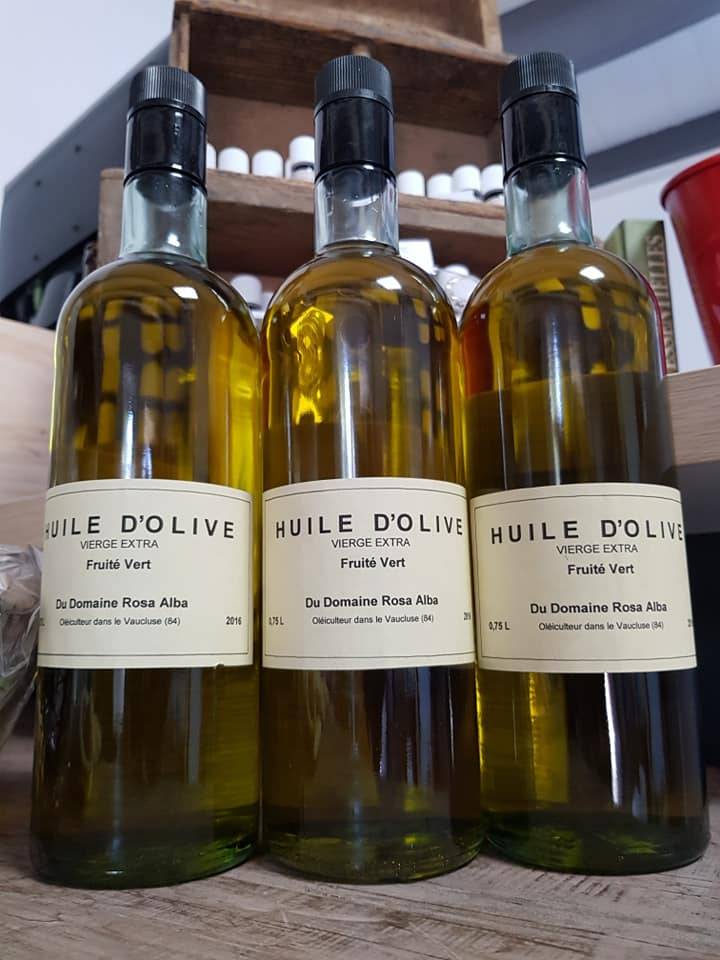 HUILE D'OLIVE
VIERGE EXTRA
Fruité Vert
Du Domaine Rosa Alba
Oléiculteur dans le Vaucluse (84)
2016
HUILE D'OLIVE
VIERGE EXTRA
Fruité Vert
Du Domaine Rosa Alba
0,75 L Oléiculteur dans le Vaucluse (84) 2016
HUILE D'OLIVE
VIERGE EXTRA
Fruité Vert
Du Domaine Rosa Alba
0,75 L Oléiculteur dans le Vaucluse (84)